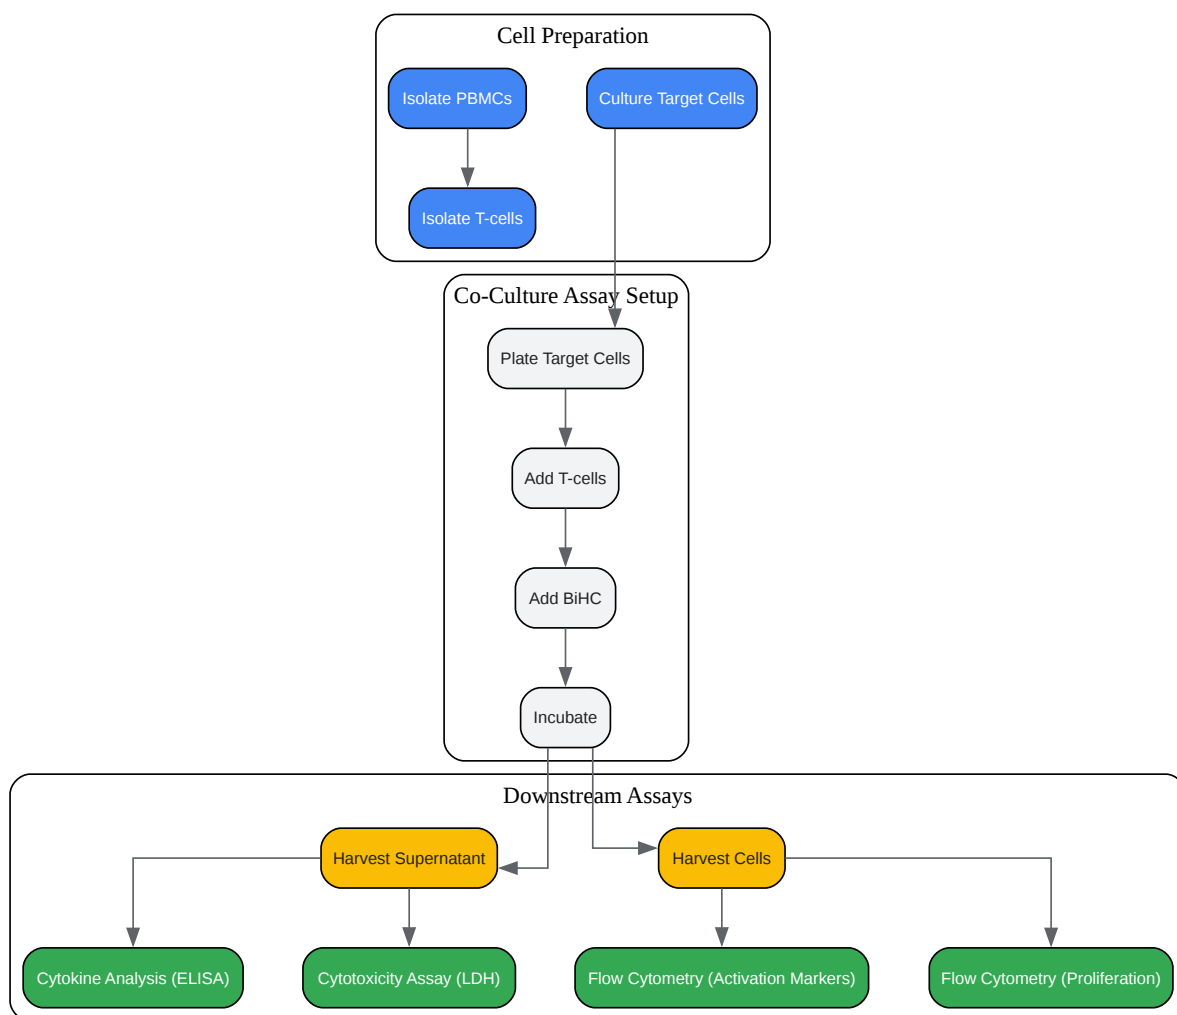 Cell Preparation
Isolate PBMCs
Culture Target Cells
Isolate T-cells
Co-Culture Assay Setup
Plate Target Cells
Add T-cells
Add BiHC
Incubate
Downstream Assays
Harvest Supernatant
Harvest Cells
Cytokine Analysis (ELISA)
Cytotoxicity Assay (LDH)
Flow Cytometry (Activation Markers)
Flow Cytometry (Proliferation)